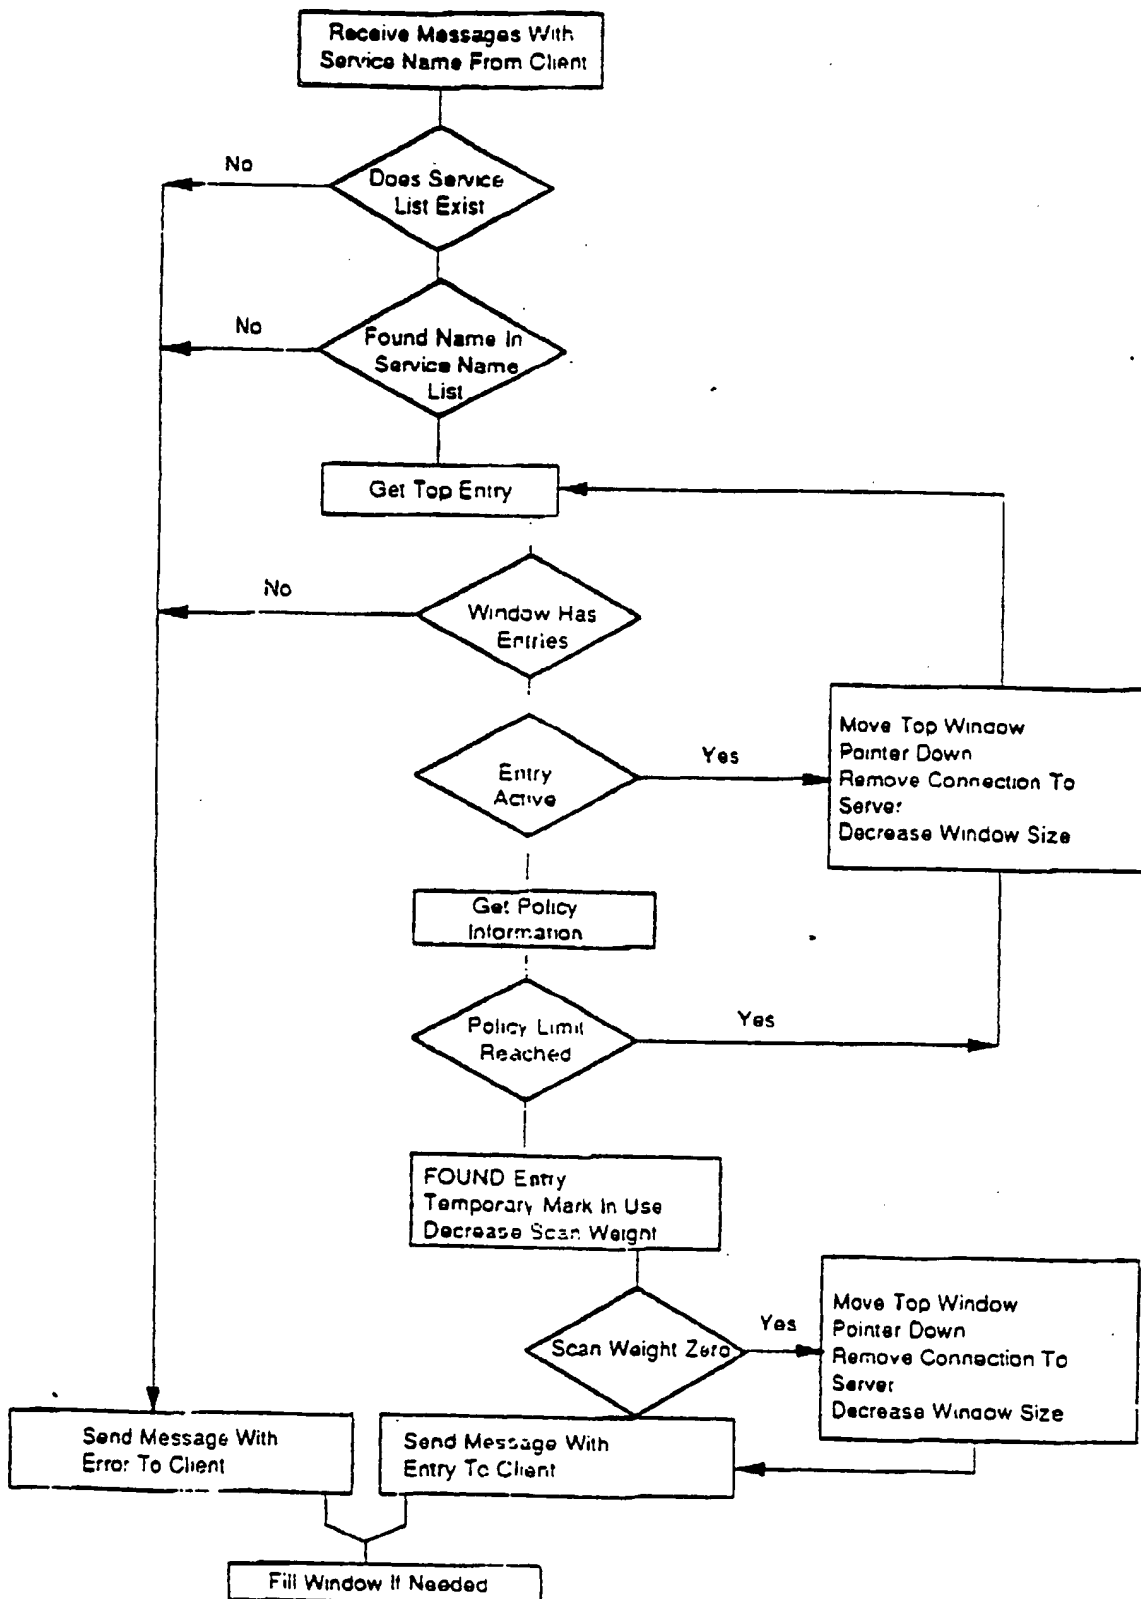 Receive Messages With
Service Name From Client
No
Does Service
List Exist
No
Found Name In
Service Name
List
Get Top Entry
No
Window Has
Entries
Yes
Entry
Active
Move Top Window
Pointer Down
Remove Connection To
Server
Decrease Window Size
Get Policy
Information
Policy Limit
Reached
Yes
FOUND Entry
Temporary Mark In Use
Decrease Scan Weight
Scan Weight Zero
Yes
Move Top Window
Pointer Down
Remove Connection To
Server
Decrease Window Size
Send Message With
Error To Client
Send Message With
Entry To Client
Fill Window If Needed